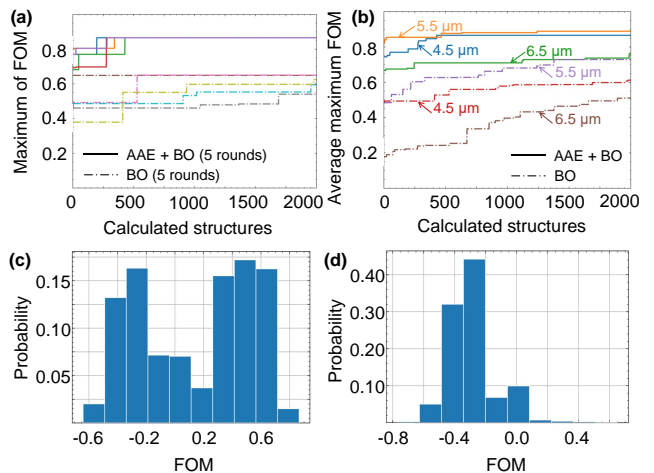 (a)
Maximum of FOM
0.8
0.6
0.4
0.2
AAE + BO (5 rounds)
BO (5 rounds)
0
500
1000
1500
2000
Calculated structures
(b)
Average maximum FOM
1.0
0.8
0.6
0.4
0.2
0
5.5 μm
4.5 μm
6.5 μm
5.5 μm
4.5 μm
6.5 μm
AAE + BO
BO
0
500
1000
1500
2000
Calculated structures
(c)
Probability
0.15
0.10
0.05
-0.6
-0.2
0.2
0.6
FOM
(d)
Probability
0.40
0.30
0.20
0.10
-0.8
-0.4
0.0
0.4
FOM